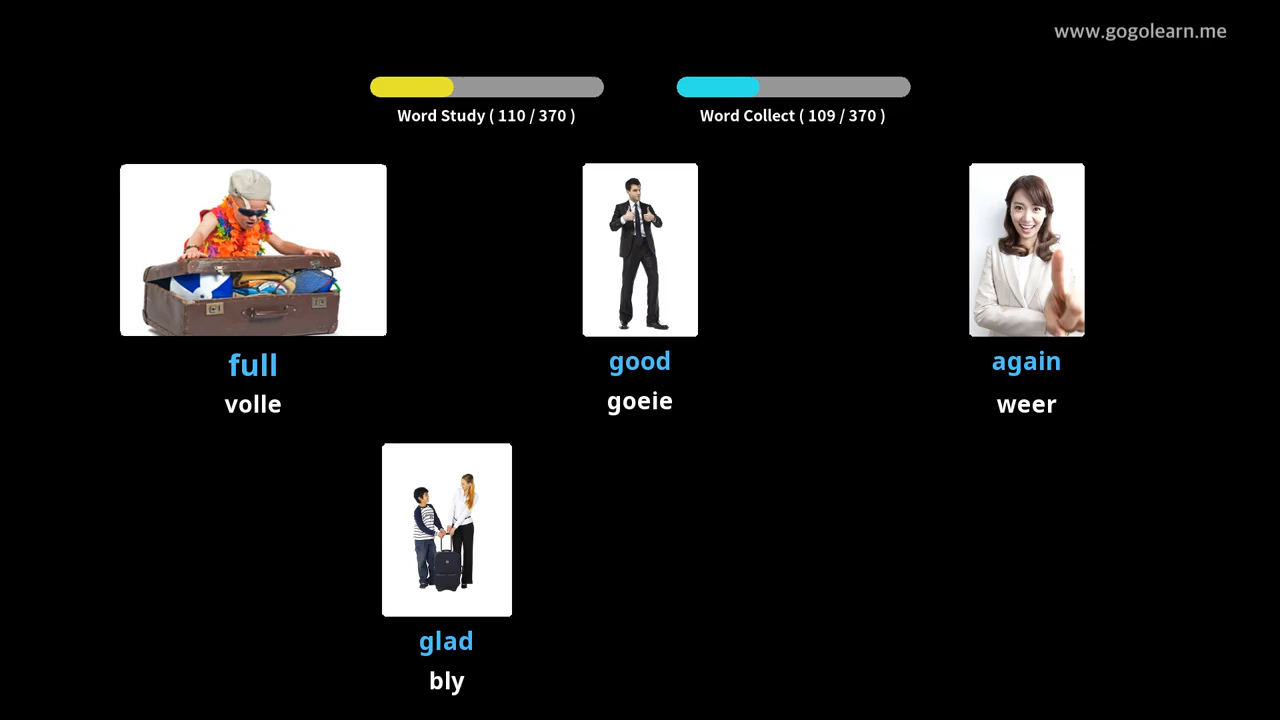 www.gogolearn.me
Word Study ( 110 / 370 )
Word Collect ( 109 / 370 )
full
volle
good
goeie
again
weer
glad
bly